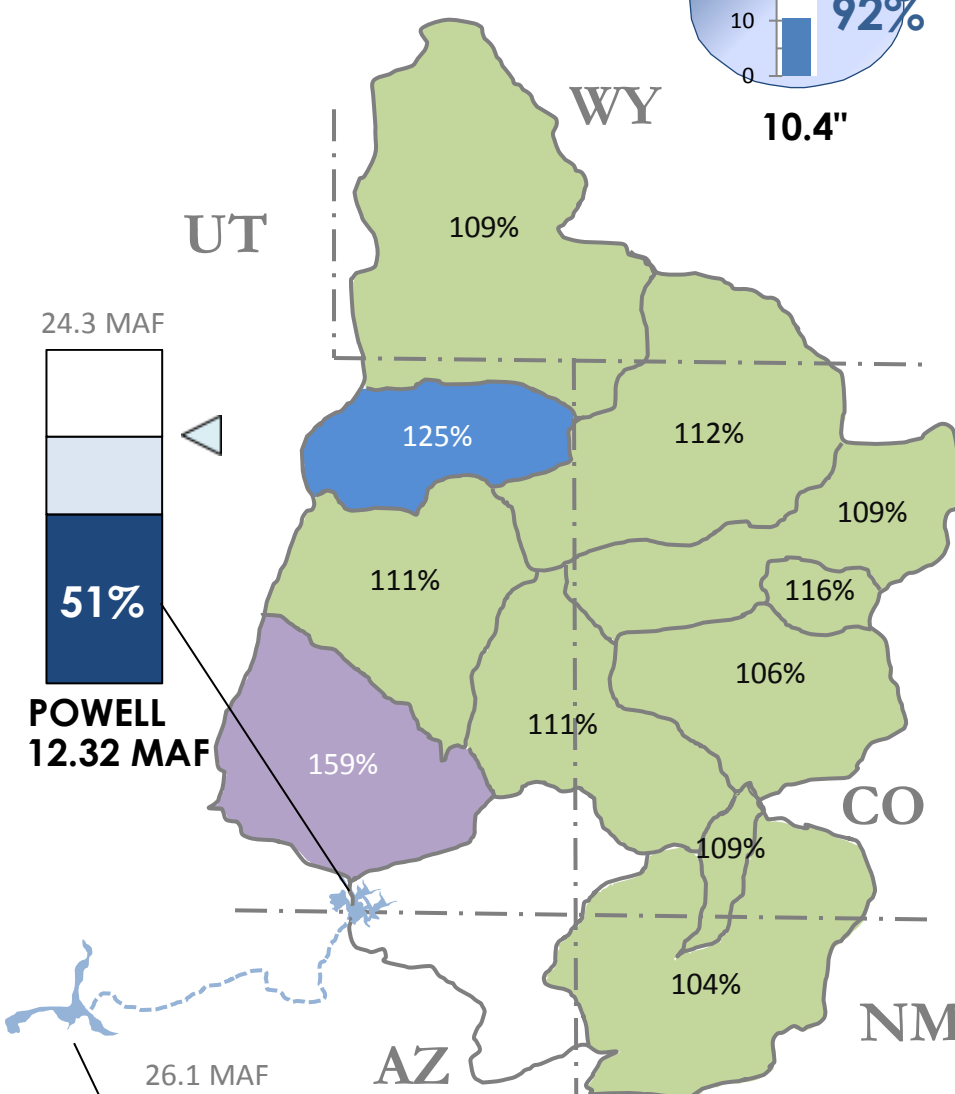 10
92%
0
10.4"
WY
109%
UT
24.3 MAF
125%
112%
109%
111%
116%
51%
106%
POWELL
12.32 MAF
111%
159%
CO
109%
104%
NM
AZ
26.1 MAF